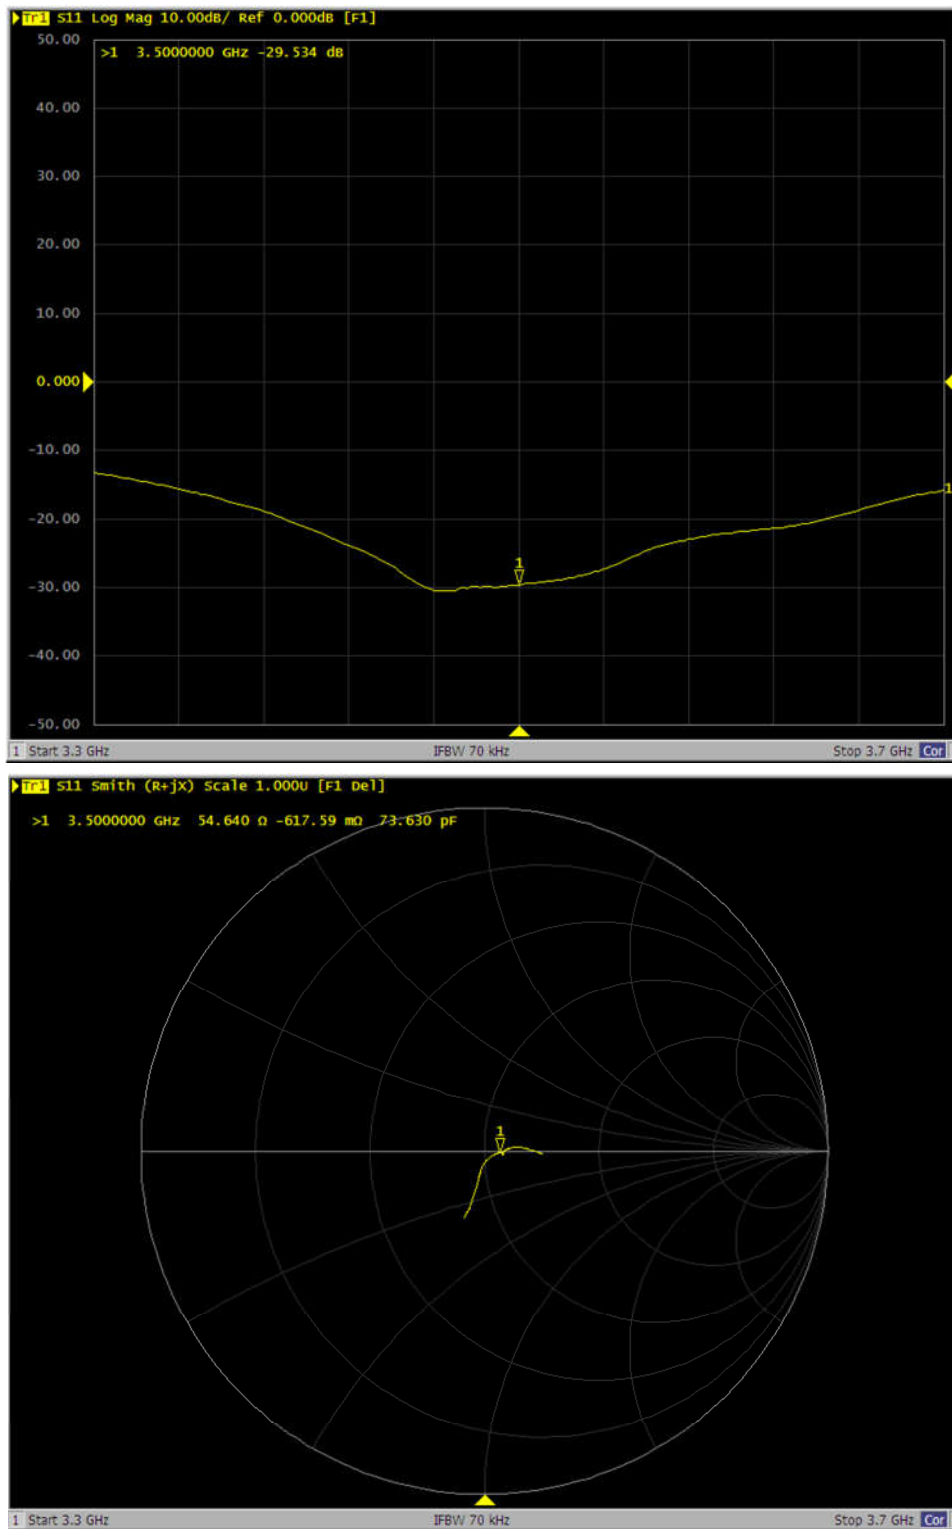 Tr1 S11 Log Mag 10.00dB/ Ref 0.000dB [F1]
50.00
>1 3.5000000 GHz -29.534 dB
40.00
30.00
20.00
10.00
0.000
-10.00
1
-20.00
1
-30.00
-40.00
-50.00
1 Start 3.3 GHz IFBW 70 kHz Stop 3.7 GHz Cor
Tr1 S11 Smith (R+jX) Scale 1.000U [F1 Del]
>1 3.5000000 GHz 54.640 Ω -617.59 mΩ 73.630 pF
1
1 Start 3.3 GHz IFBW 70 kHz Stop 3.7 GHz Cor